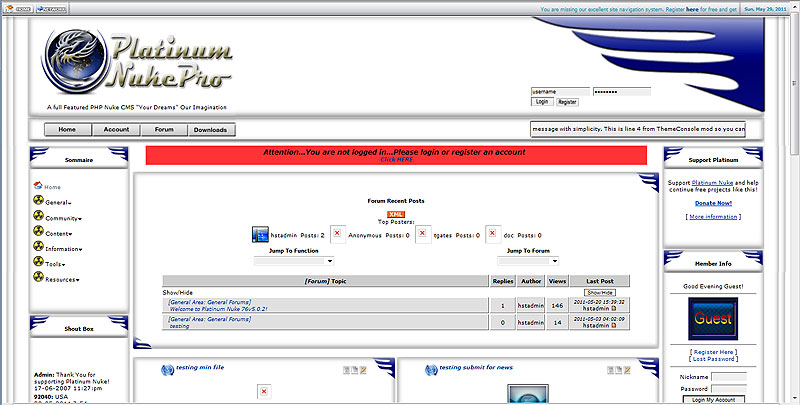 HOME NETWORK
You are missing our excellent site navigation system. Register here for free and get
Sun. May 29, 2011
Platinum
NukePro
A full Featured PHP Nuke CMS "Your Dreams" Our Imagination
username
Login Register
Home Account Forum Downloads
message with simplicity. This is line 4 from ThemeConsole mod so you can
Sommaire
Home
General
Community
Content
Information
Tools
Resources
Shout Box
Admin: Thank You for
supporting Platinum Nuke!
17-06-2007 11:27:jm
92040: USA
Attention...You are not logged in...Please login or register an account
Click HERE
Forum Recent Posts
XML
Top Posters:
hstadmin Posts: 2 Anonymous Posts: 0 tgates Posts: 0 doc Posts: 0
Jump To Function Jump To Forum
[Forum] Topic Replies Author Views Last Post
Show/Hide Show/Hide
[General Area: General Forums]
Welcome to Platinum Nuke 76v5.0.2! 1 hstadmin 146 2011-05-20 15:39:32
hstadmin
[General Area: General Forums]
testing 0 hstadmin 14 2011-05-03 04:02:09
hstadmin
testing min file
testing submit for news
Support Platinum
Support Platinum Nuke and help
continue free projects like this!
Donate Now!
[ More information ]
Member Info
Good Evening Guest!
Guest
[ Register Here ]
[ Lost Password ]
Nickname
Password
Login My Account